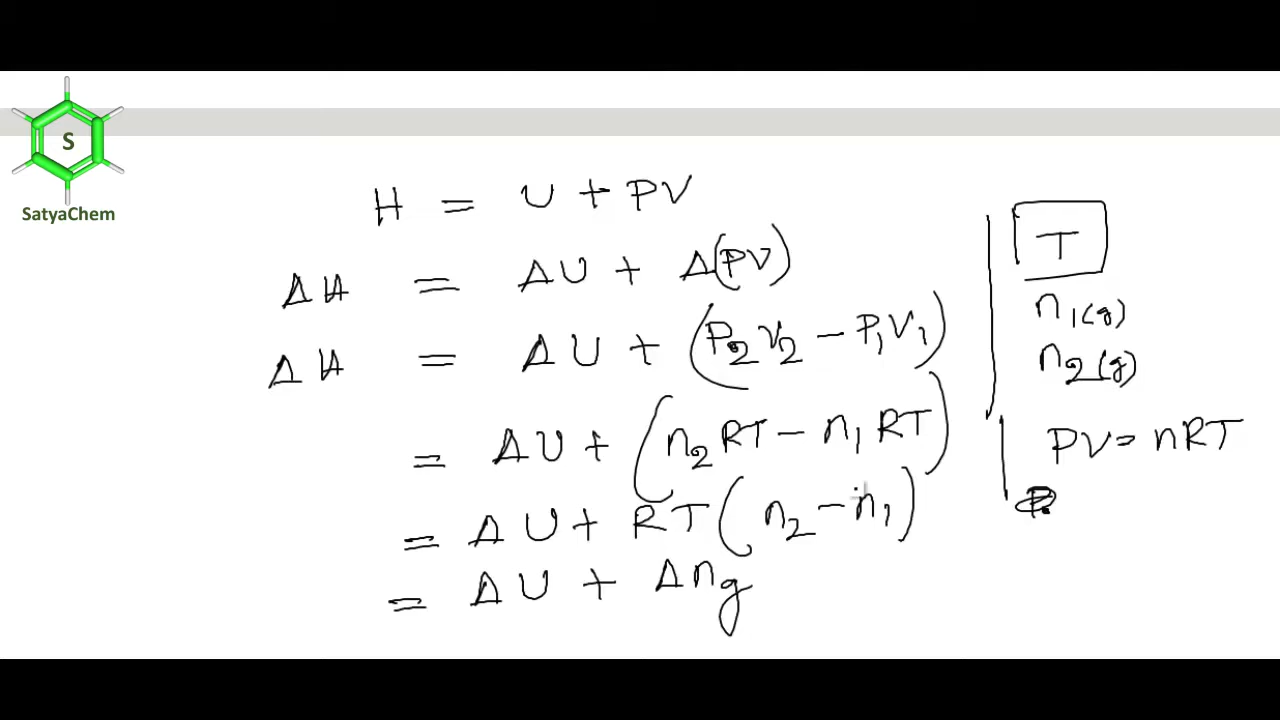 S
SatyaChem
H = U + PV
ΔH = ΔU + Δ(PV)
ΔH = ΔU + (P₂V₂ − P₁V₁)
= ΔU + (n₂RT − n₁RT)
= ΔU + RT(n₂ − n₁)
= ΔU + Δng
T
n₁(g)
n₂(g)
PV = nRT